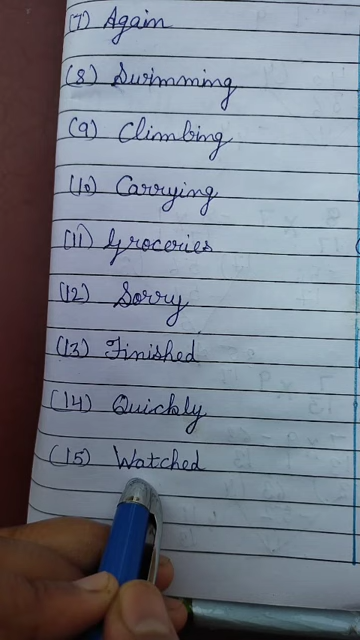 (7) Again
(8) Swimming
(9) Climbing
(10) Carrying
(11) Groceries
(12) Sorry
(13) Finished
(14) Quickly
(15) Watched